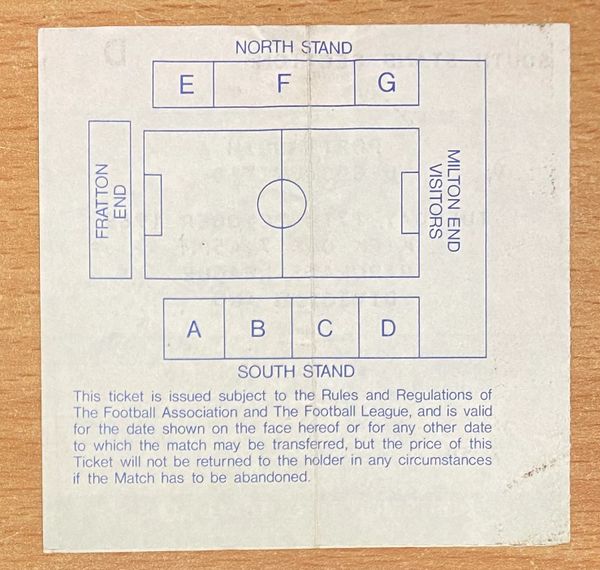 NORTH STAND
E F G
FRATTON
END
MILTON END
VISITORS
A B C D
SOUTH STAND
This ticket is issued subject to the Rules and Regulations of
The Football Association and The Football League, and is valid
for the date shown on the face hereof or for any other date
to which the match may be transferred, but the price of this
Ticket will not be returned to the holder in any circumstances
if the Match has to be abandoned.